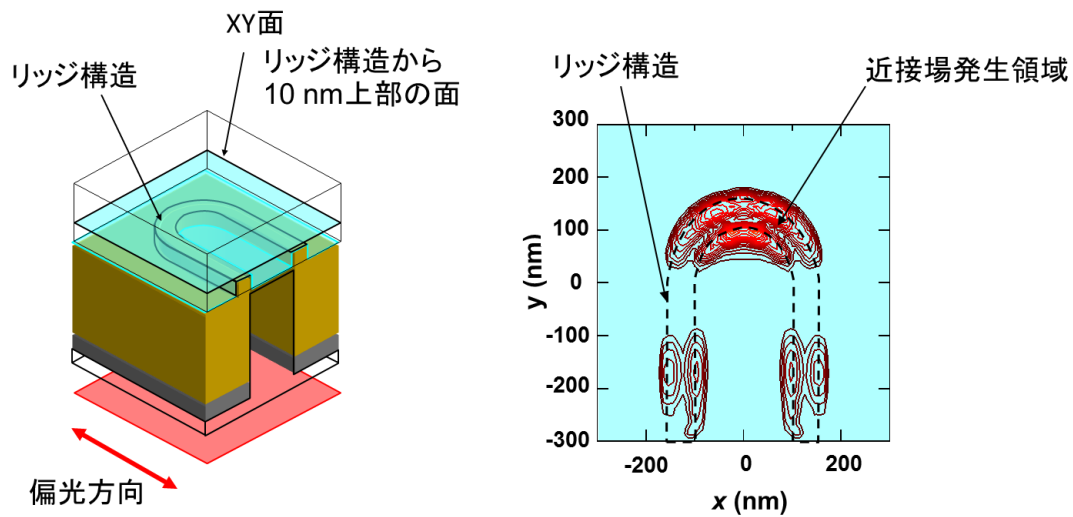 XY面
リッジ構造
リッジ構造から
10 nm上部の面
偏光方向
リッジ構造
近接場発生領域
300
200
100
0
-100
-200
-300
y (nm)
-200
0
200
x (nm)